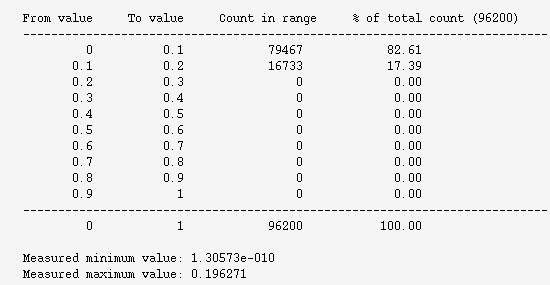 From value To value Count in range % of total count (96200)
--------------------------------------------------------------------------
0 0.1 79467 82.61
0.1 0.2 16733 17.39
0.2 0.3 0 0.00
0.3 0.4 0 0.00
0.4 0.5 0 0.00
0.5 0.6 0 0.00
0.6 0.7 0 0.00
0.7 0.8 0 0.00
0.8 0.9 0 0.00
0.9 1 0 0.00
--------------------------------------------------------------------------
0 1 96200 100.00
Measured minimum value: 1.30573e-010
Measured maximum value: 0.196271